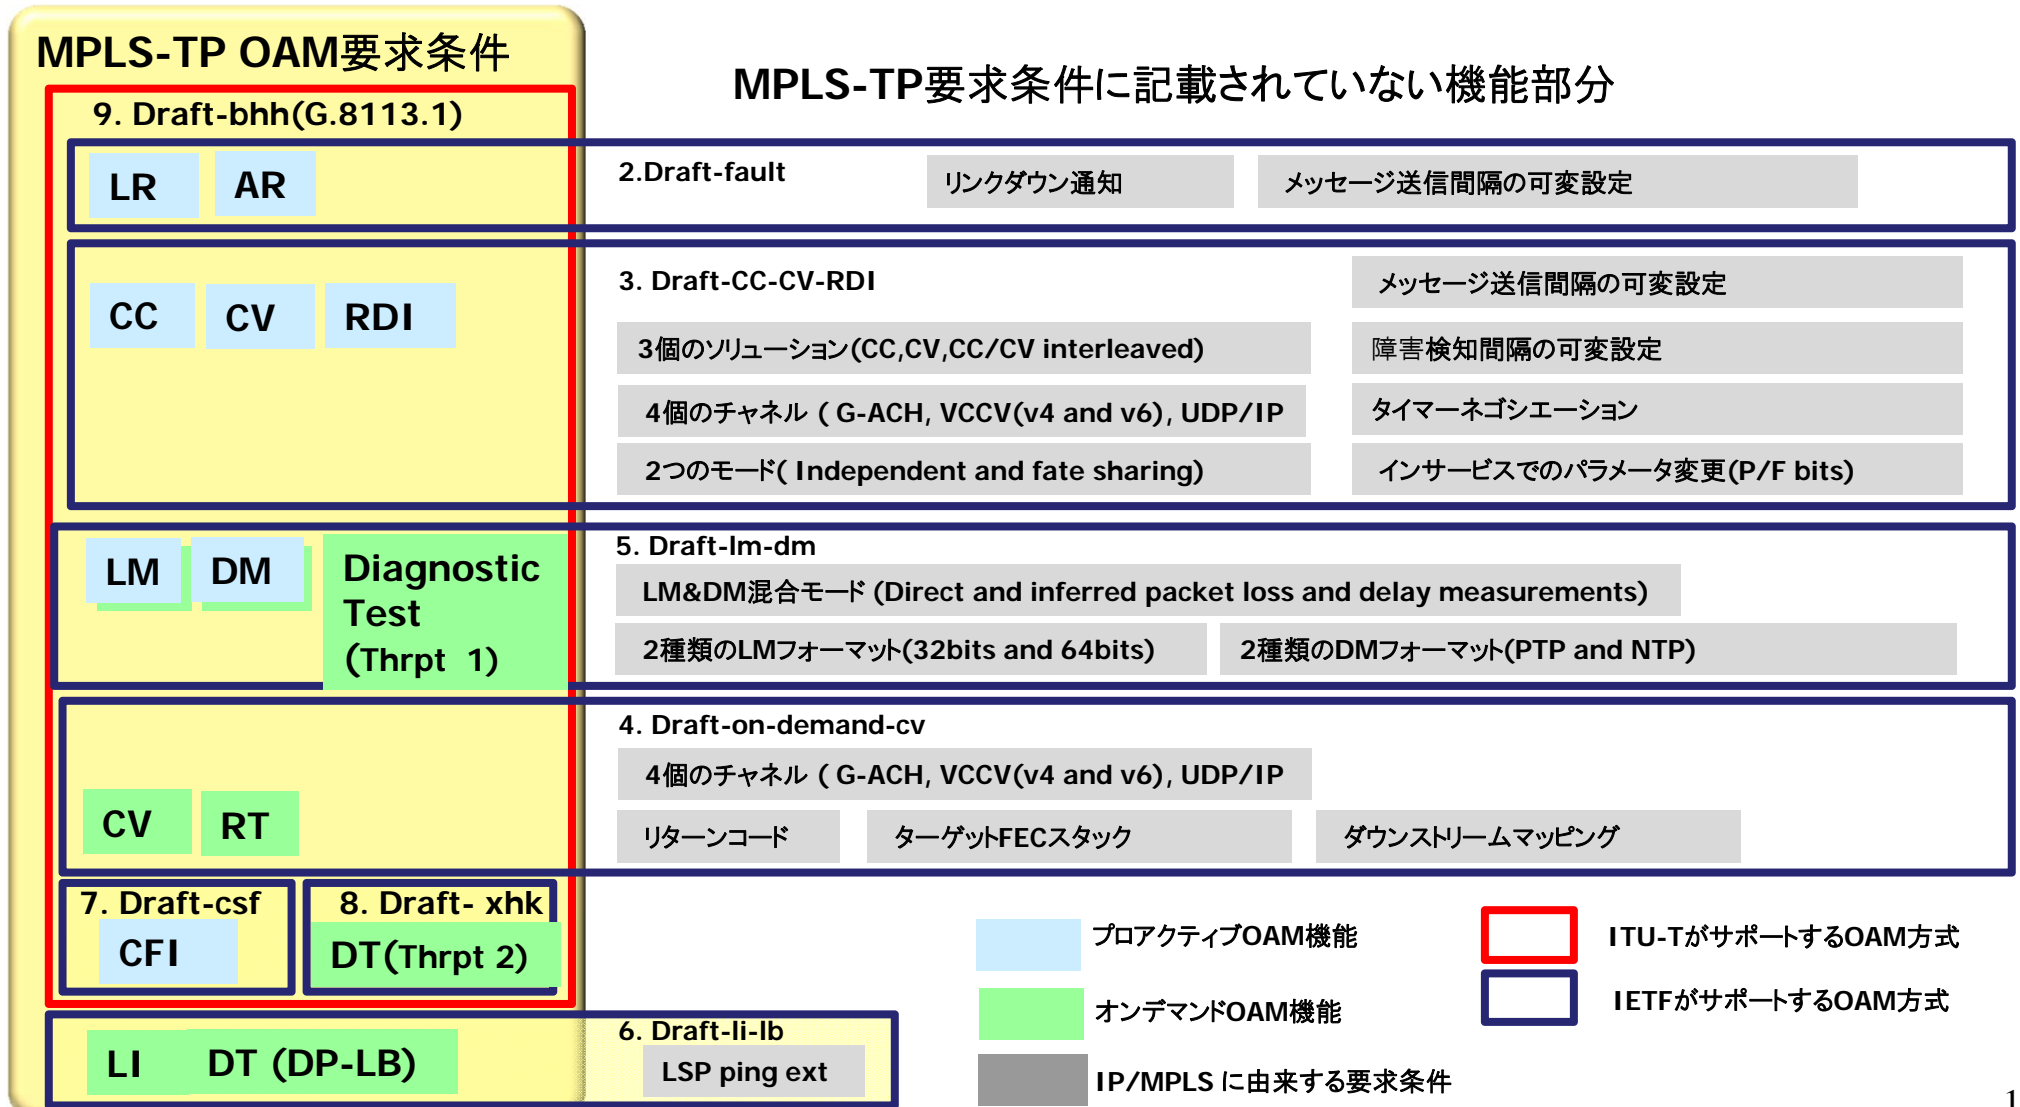 MPLS-TP OAM要求条件
MPLS-TP要求条件に記載されていない機能部分
9. Draft-bhh(G.8113.1)
LR
AR
2.Draft-fault
リンクダウン通知
メッセージ送信間隔の可変設定
CC
CV
RDI
3. Draft-CC-CV-RDI
メッセージ送信間隔の可変設定
3個のソリューション(CC,CV,CC/CV interleaved)
障害検知間隔の可変設定
4個のチャネル ( G-ACH, VCCV(v4 and v6), UDP/IP
タイマーネゴシエーション
2つのモード( Independent and fate sharing)
インサービスでのパラメータ変更(P/F bits)
LM
DM
Diagnostic
Test
(Thrpt 1)
5. Draft-lm-dm
LM&DM混合モード (Direct and inferred packet loss and delay measurements)
2種類のLMフォーマット(32bits and 64bits)
2種類のDMフォーマット(PTP and NTP)
4. Draft-on-demand-cv
4個のチャネル ( G-ACH, VCCV(v4 and v6), UDP/IP
CV
RT
リターンコード
ターゲットFECスタック
ダウンストリームマッピング
7. Draft-csf
CFI
8. Draft- xhk
DT(Thrpt 2)
6. Draft-li-lb
LI
DT (DP-LB)
LSP ping ext
プロアクティブOAM機能
オンデマンドOAM機能
IP/MPLS に由来する要求条件
ITU-TがサポートするOAM方式
IETFがサポートするOAM方式
1